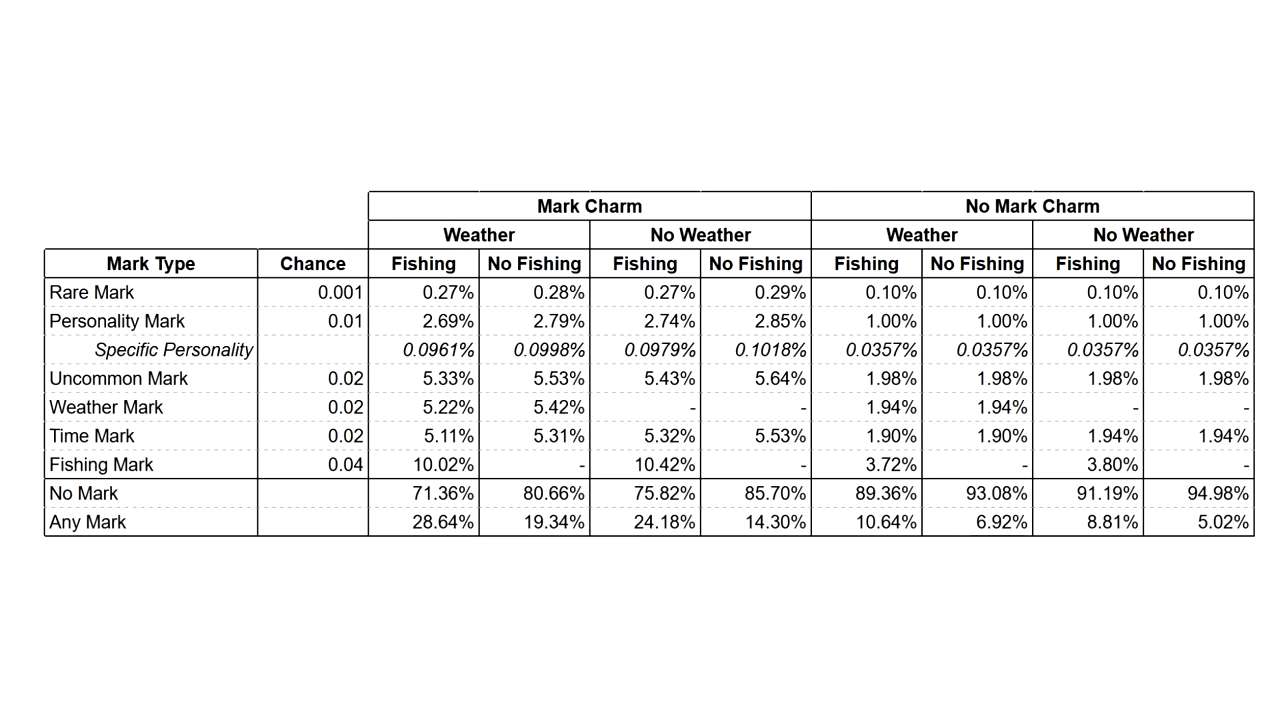 Mark Charm No Mark Charm
Weather No Weather Weather No Weather
Mark Type Chance Fishing No Fishing Fishing No Fishing Fishing No Fishing Fishing No Fishing
Rare Mark 0.001 0.27% 0.28% 0.27% 0.29% 0.10% 0.10% 0.10% 0.10%
Personality Mark 0.01 2.69% 2.79% 2.74% 2.85% 1.00% 1.00% 1.00% 1.00%
Specific Personality 0.0961% 0.0998% 0.0979% 0.1018% 0.0357% 0.0357% 0.0357% 0.0357%
Uncommon Mark 0.02 5.33% 5.53% 5.43% 5.64% 1.98% 1.98% 1.98% 1.98%
Weather Mark 0.02 5.22% 5.42% - - 1.94% 1.94% - -
Time Mark 0.02 5.11% 5.31% 5.32% 5.53% 1.90% 1.90% 1.94% 1.94%
Fishing Mark 0.04 10.02% - 10.42% - 3.72% - 3.80% -
No Mark 71.36% 80.66% 75.82% 85.70% 89.36% 93.08% 91.19% 94.98%
Any Mark 28.64% 19.34% 24.18% 14.30% 10.64% 6.92% 8.81% 5.02%